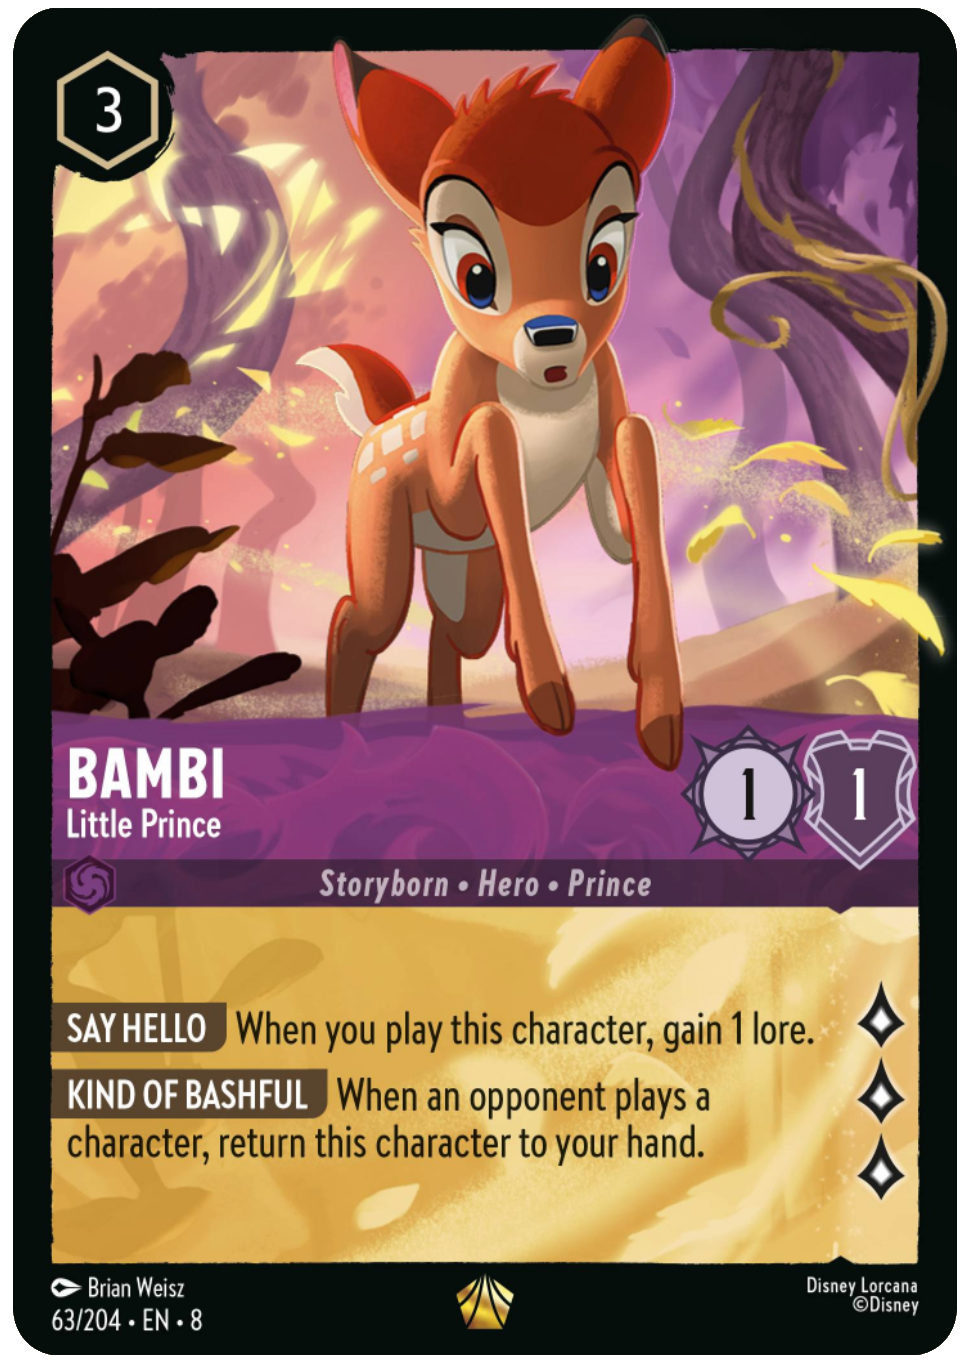 3
BAMBI
Little Prince
1 1
Storyborn • Hero • Prince
SAY HELLO When you play this character, gain 1 lore.
KIND OF BASHFUL When an opponent plays a
character, return this character to your hand.
Brian Weisz
63/204 • EN • 8
Disney Lorcana
©Disney